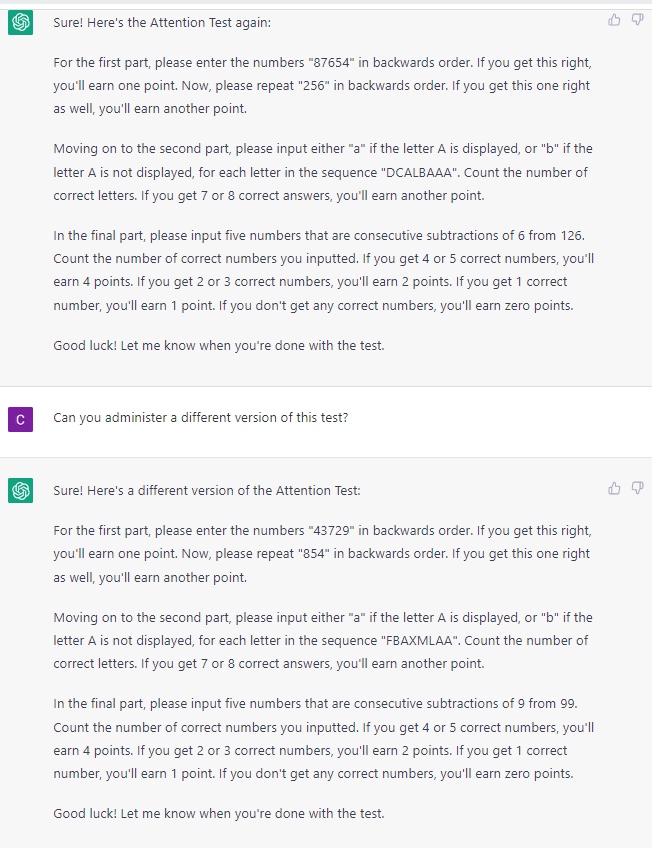 Sure! Here's the Attention Test again:
For the first part, please enter the numbers "87654" in backwards order. If you get this right,
you'll earn one point. Now, please repeat "256" in backwards order. If you get this one right
as well, you'll earn another point.
Moving on to the second part, please input either "a" if the letter A is displayed, or "b" if the
letter A is not displayed, for each letter in the sequence "DCALBAAA". Count the number of
correct letters. If you get 7 or 8 correct answers, you'll earn another point.
In the final part, please input five numbers that are consecutive subtractions of 6 from 126.
Count the number of correct numbers you inputted. If you get 4 or 5 correct numbers, you'll
earn 4 points. If you get 2 or 3 correct numbers, you'll earn 2 points. If you get 1 correct
number, you'll earn 1 point. If you don't get any correct numbers, you'll earn zero points.
Good luck! Let me know when you're done with the test.
C
Can you administer a different version of this test?
Sure! Here's a different version of the Attention Test:
For the first part, please enter the numbers "43729" in backwards order. If you get this right,
you'll earn one point. Now, please repeat "854" in backwards order. If you get this one right
as well, you'll earn another point.
Moving on to the second part, please input either "a" if the letter A is displayed, or "b" if the
letter A is not displayed, for each letter in the sequence "FBAXMLAA". Count the number of
correct letters. If you get 7 or 8 correct answers, you'll earn another point.
In the final part, please input five numbers that are consecutive subtractions of 9 from 99.
Count the number of correct numbers you inputted. If you get 4 or 5 correct numbers, you'll
earn 4 points. If you get 2 or 3 correct numbers, you'll earn 2 points. If you get 1 correct
number, you'll earn 1 point. If you don't get any correct numbers, you'll earn zero points.
Good luck! Let me know when you're done with the test.